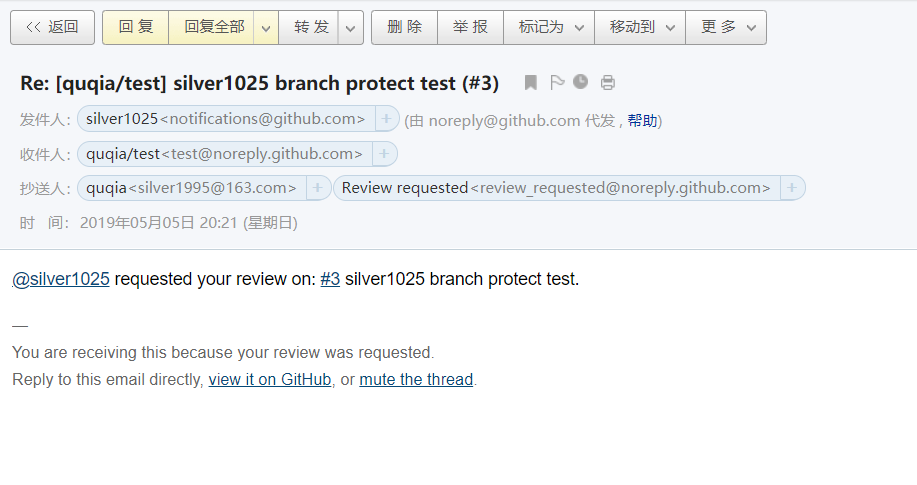 << 返回 回 复 回复全部 转 发 删 除 举 报 标记为 移动到 更 多
Re: [quqia/test] silver1025 branch protect test (#3)
发件人: silver1025<notifications@github.com> + (由 noreply@github.com 代发 , 帮助)
收件人: quqia/test<test@noreply.github.com> +
抄送人: quqia<silver1995@163.com> + Review requested<review_requested@noreply.github.com> +
时 间: 2019年05月05日 20:21 (星期日)
@silver1025 requested your review on: #3 silver1025 branch protect test.
—
You are receiving this because your review was requested.
Reply to this email directly, view it on GitHub, or mute the thread.